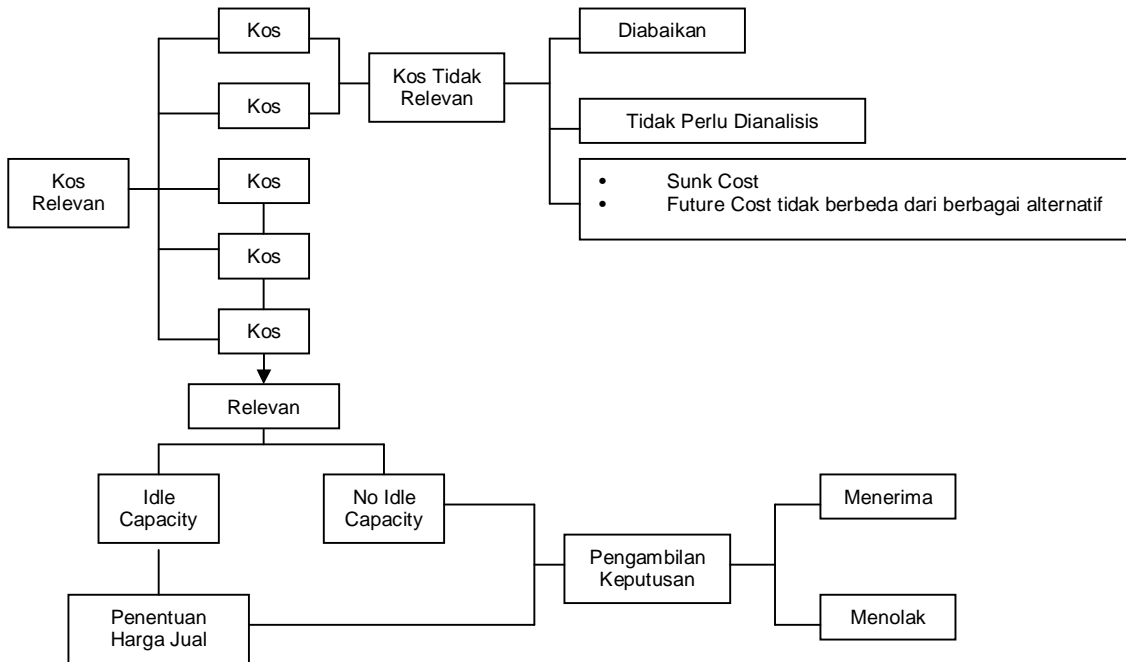 Kos
Diabaikan
Kos Tidak
Relevan
Kos
Tidak Perlu Dianalisis
Kos
Relevan
Kos
• Sunk Cost
• Future Cost tidak berbeda dari berbagai alternatif
Kos
Kos
Relevan
Idle
Capacity
No Idle
Capacity
Menerima
Pengambilan
Keputusan
Penentuan
Harga Jual
Menolak